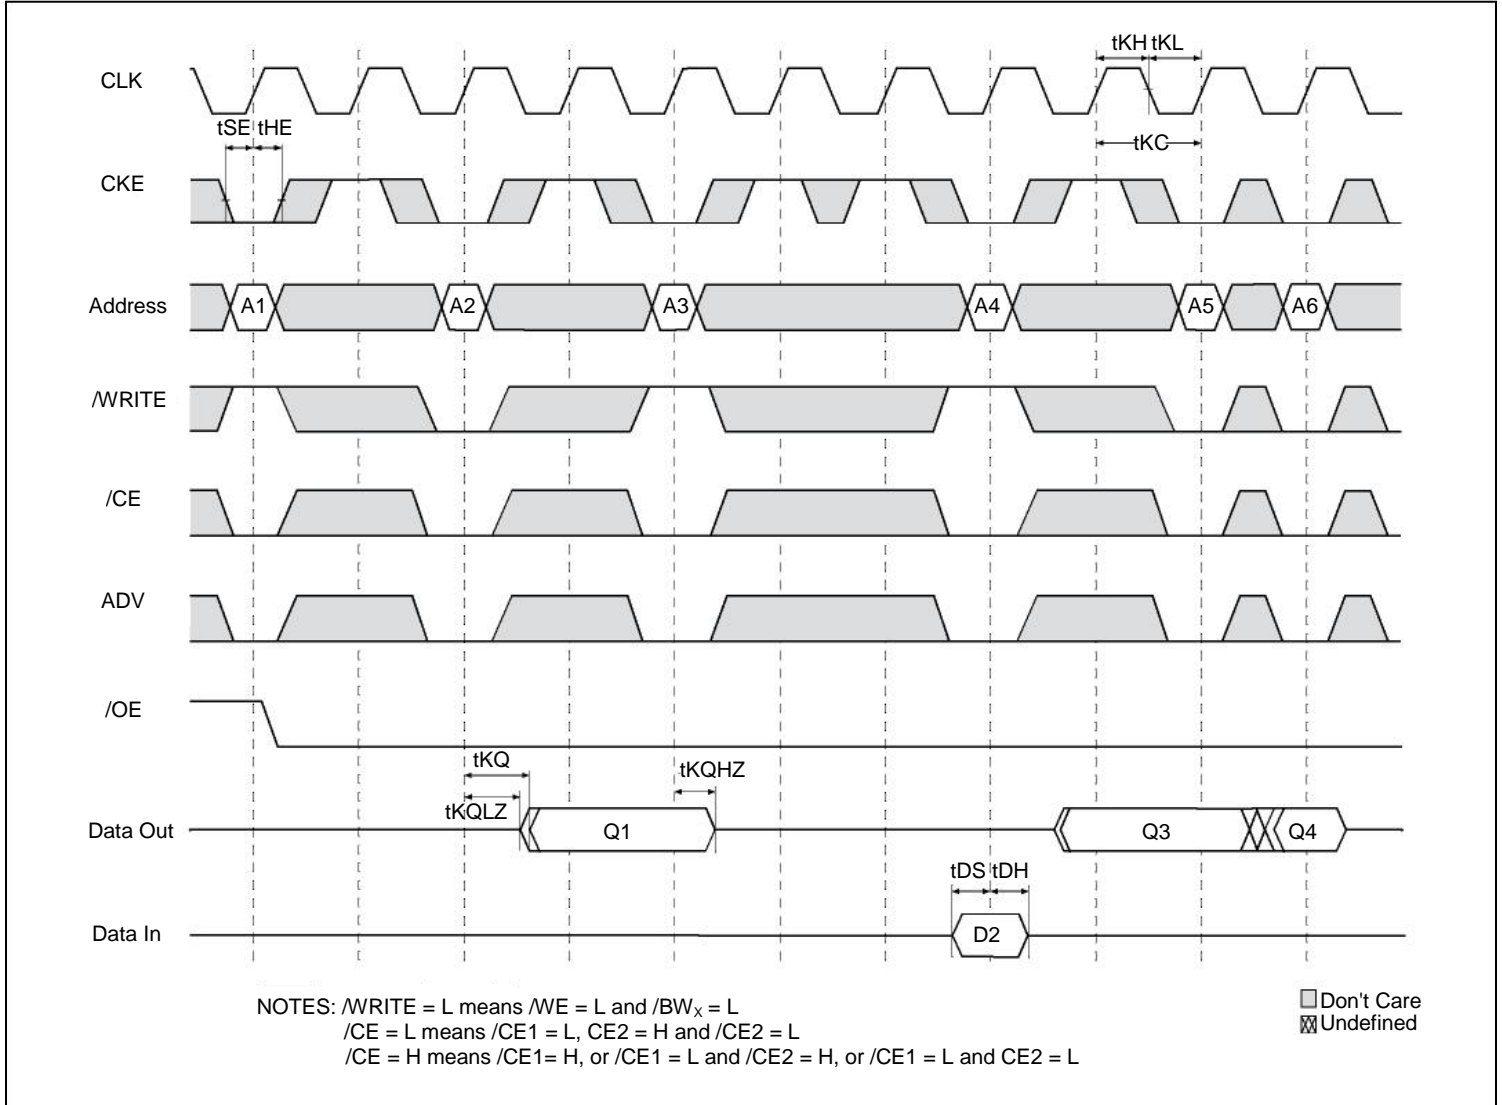 tKH tKL
CLK
tSE tHE
tKC
CKE
Address A1 A2 A3 A4 A5 A6
/WRITE
/CE
ADV
/OE
tKQ
tKQHZ
tKQLZ
Data Out Q1 Q3 Q4
tDS tDH
Data In D2
NOTES: /WRITE = L means /WE = L and /BWX = L
/CE = L means /CE1 = L, CE2 = H and /CE2 = L
/CE = H means /CE1= H, or /CE1 = L and /CE2 = H, or /CE1 = L and CE2 = L
Don't Care
Undefined